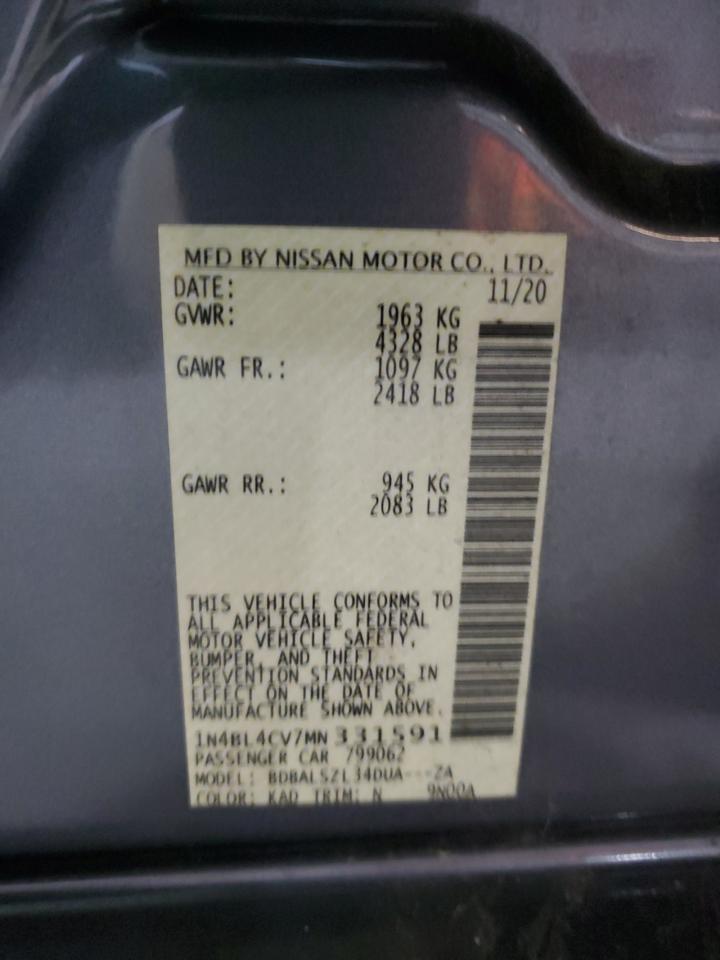 MFD BY NISSAN MOTOR CO., LTD.
DATE: 11/20
GVWR: 1963 KG
4328 LB
GAWR FR.: 1097 KG
2418 LB
GAWR RR.: 945 KG
2083 LB
THIS VEHICLE CONFORMS TO
ALL APPLICABLE FEDERAL
MOTOR VEHICLE SAFETY,
BUMPER, AND THEFT
PREVENTION STANDARDS IN
EFFECT ON THE DATE OF
MANUFACTURE SHOWN ABOVE.
1N4BL4CV7MN 331591
PASSENGER CAR 799062
MODEL: BDBALSZL34DUA---ZA
COLOR: KAD TRIM: N 9N00A